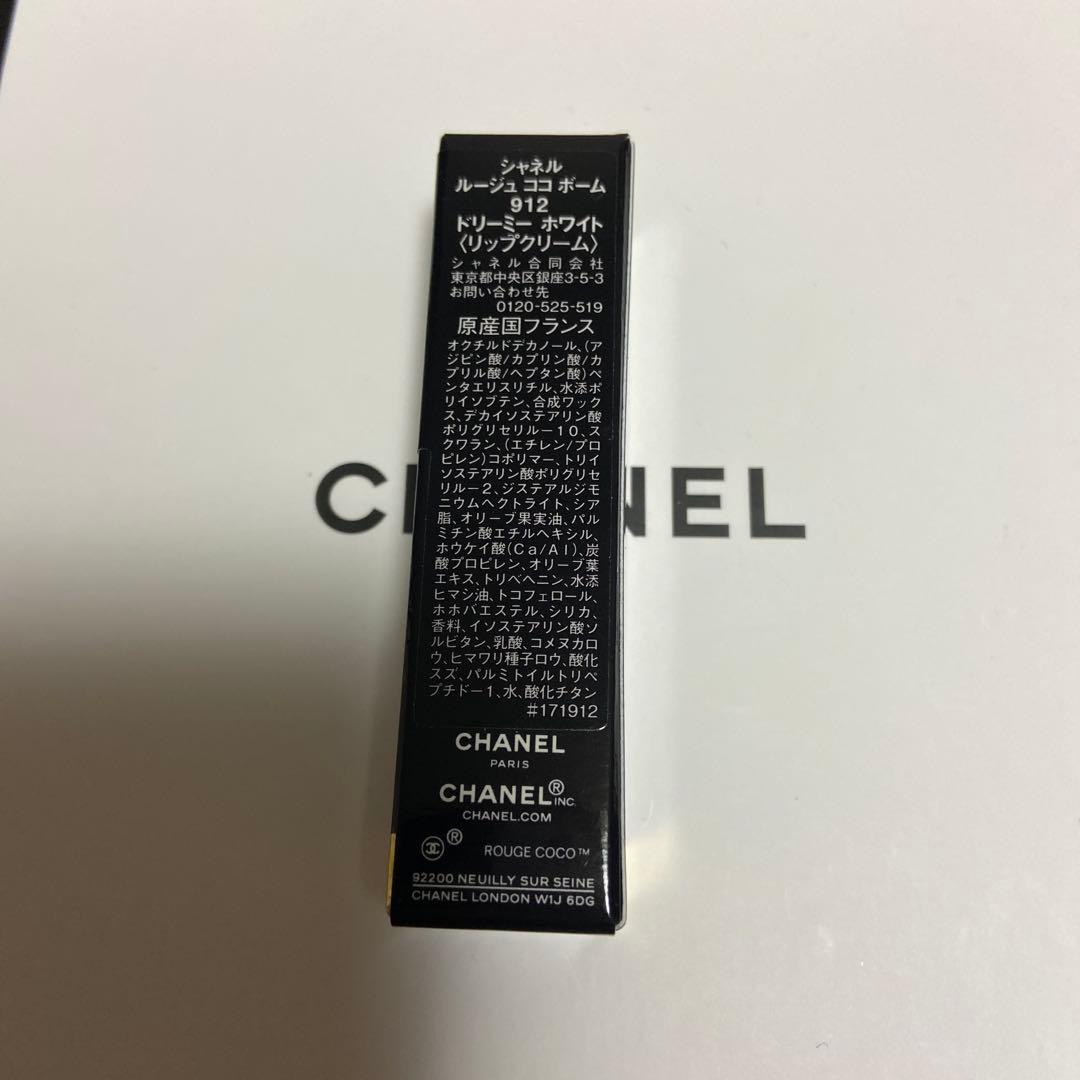 シャネル
ルージュ ココ ボーム
912
ドリーミー ホワイト
〈リップクリーム〉
シャネル合同会社
東京都中央区銀座3-5-3
お問い合わせ先
0120-525-519
原産国フランス
オクチルドデカノール、(ア
ジピン酸/カプリン酸/カ
プリル酸/ヘプタン酸)ペ
ンタエリスリチル、水添ポ
リイソブテン、合成ワック
ス、デカイソステアリン酸
ポリグリセリル-10、ス
クワラン、(エチレン/プロ
ピレン)コポリマー、トリイ
ソステアリン酸ポリグリセ
リル-2、ジステアルジモ
ニウムヘクトライト、シア
脂、オリーブ果実油、パル
ミチン酸エチルヘキシル、
ホウケイ酸(Ca/Al)、炭
酸プロピレン、オリーブ葉
エキス、トリベヘニン、水添
ヒマシ油、トコフェロール、
ホホバエステル、シリカ、
香料、イソステアリン酸ソ
ルビタン、乳酸、コメヌカロ
ウ、ヒマワリ種子ロウ、酸化
スズ、パルミトイルトリペ
プチド-1、水、酸化チタン
#171912
CHANEL
PARIS
CHANEL® INC.
CHANEL.COM
® ROUGE COCO™
92200 NEUILLY SUR SEINE
CHANEL LONDON W1J 6DG
C NEL